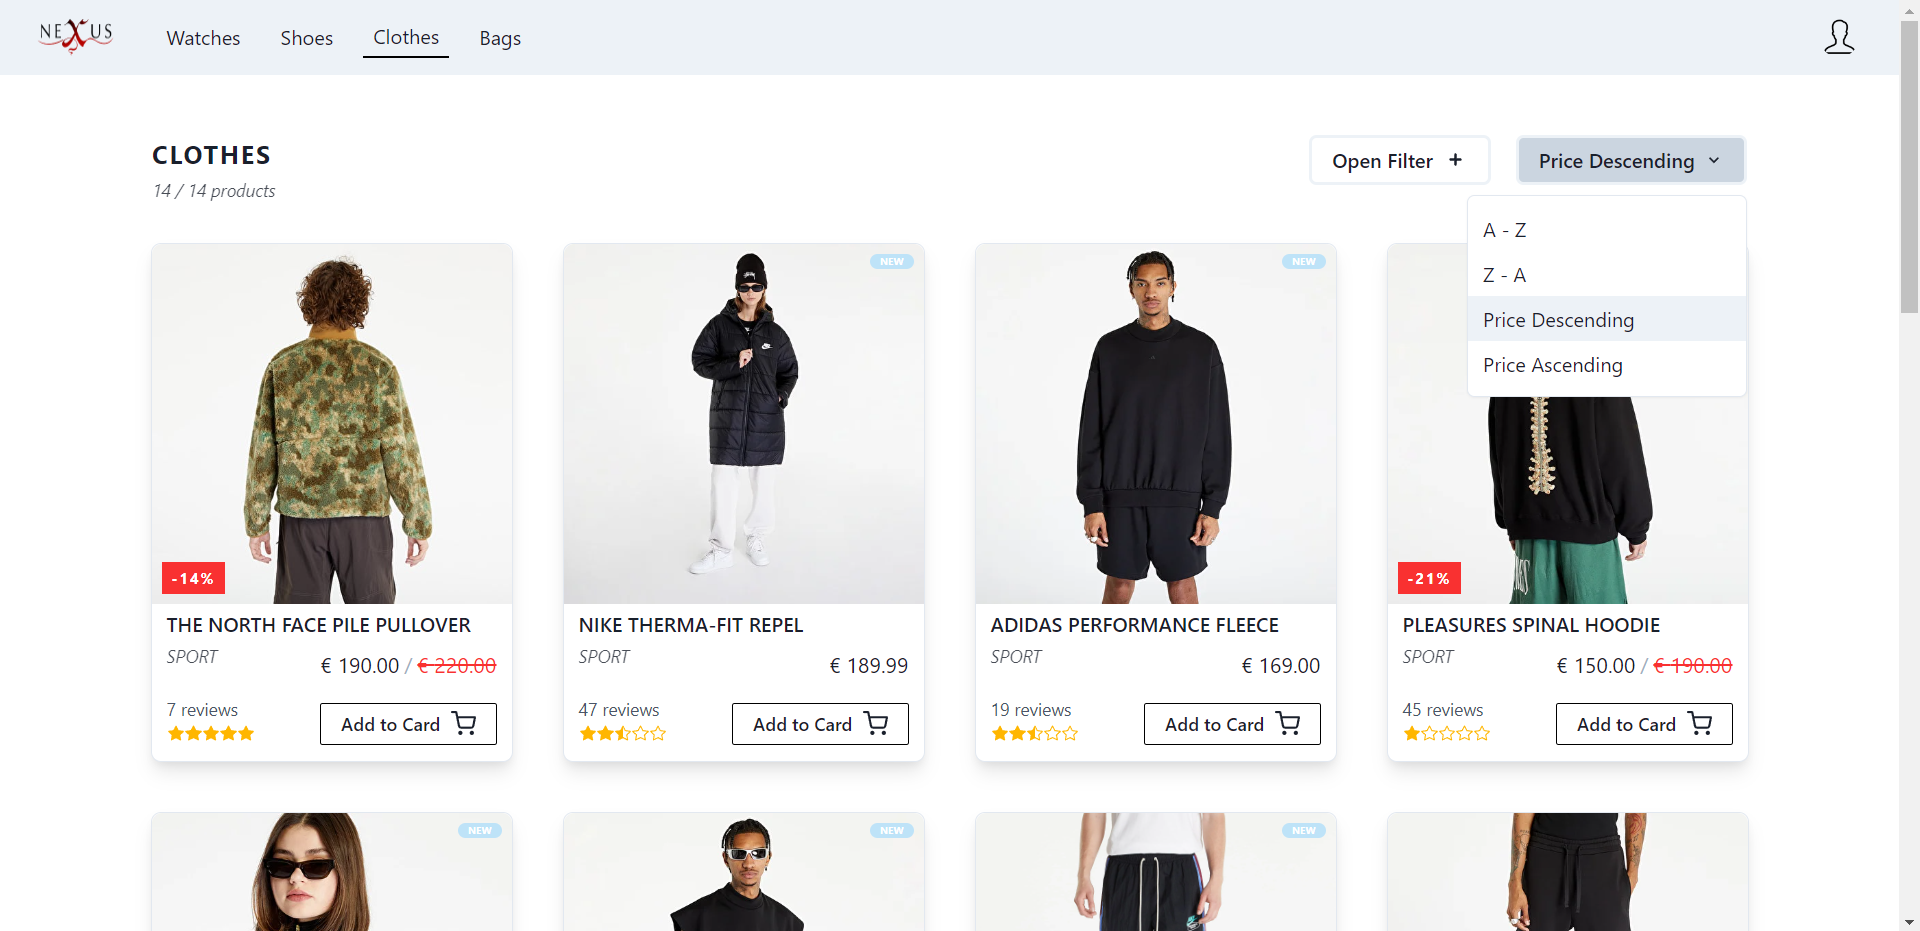 NEXUS
Watches
Shoes
Clothes
Bags
CLOTHES
14 / 14 products
Open Filter +
Price Descending
A - Z
Z - A
Price Descending
Price Ascending
NEW
NEW
-14%
-21%
THE NORTH FACE PILE PULLOVER
SPORT
€ 190.00 / € 220.00
7 reviews
Add to Card
NIKE THERMA-FIT REPEL
SPORT
€ 189.99
47 reviews
Add to Card
ADIDAS PERFORMANCE FLEECE
SPORT
€ 169.00
19 reviews
Add to Card
PLEASURES SPINAL HOODIE
SPORT
€ 150.00 / € 190.00
45 reviews
Add to Card
NEW
NEW
NEW